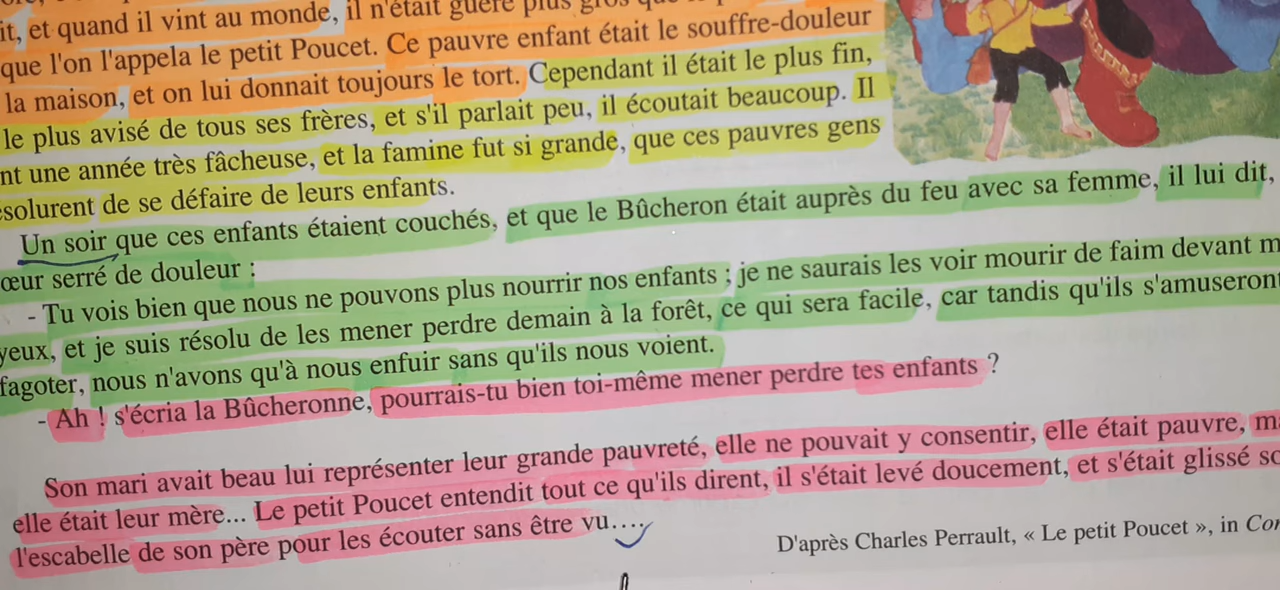 it, et quand il vint au monde, il n'était guère plus gros que le
que l'on l'appela le petit Poucet. Ce pauvre enfant était le souffre-douleur
la maison, et on lui donnait toujours le tort. Cependant il était le plus fin,
le plus avisé de tous ses frères, et s'il parlait peu, il écoutait beaucoup. Il
nt une année très fâcheuse, et la famine fut si grande, que ces pauvres gens
solurent de se défaire de leurs enfants.
Un soir que ces enfants étaient couchés, et que le Bûcheron était auprès du feu avec sa femme, il lui dit,
œur serré de douleur :
- Tu vois bien que nous ne pouvons plus nourrir nos enfants ; je ne saurais les voir mourir de faim devant m
yeux, et je suis résolu de les mener perdre demain à la forêt, ce qui sera facile, car tandis qu'ils s'amuseront
fagoter, nous n'avons qu'à nous enfuir sans qu'ils nous voient.
- Ah ! s'écria la Bûcheronne, pourrais-tu bien toi-même mener perdre tes enfants ?
Son mari avait beau lui représenter leur grande pauvreté, elle ne pouvait y consentir, elle était pauvre, ma
elle était leur mère... Le petit Poucet entendit tout ce qu'ils dirent, il s'était levé doucement, et s'était glissé so
l'escabelle de son père pour les écouter sans être vu....
D'après Charles Perrault, « Le petit Poucet », in Con